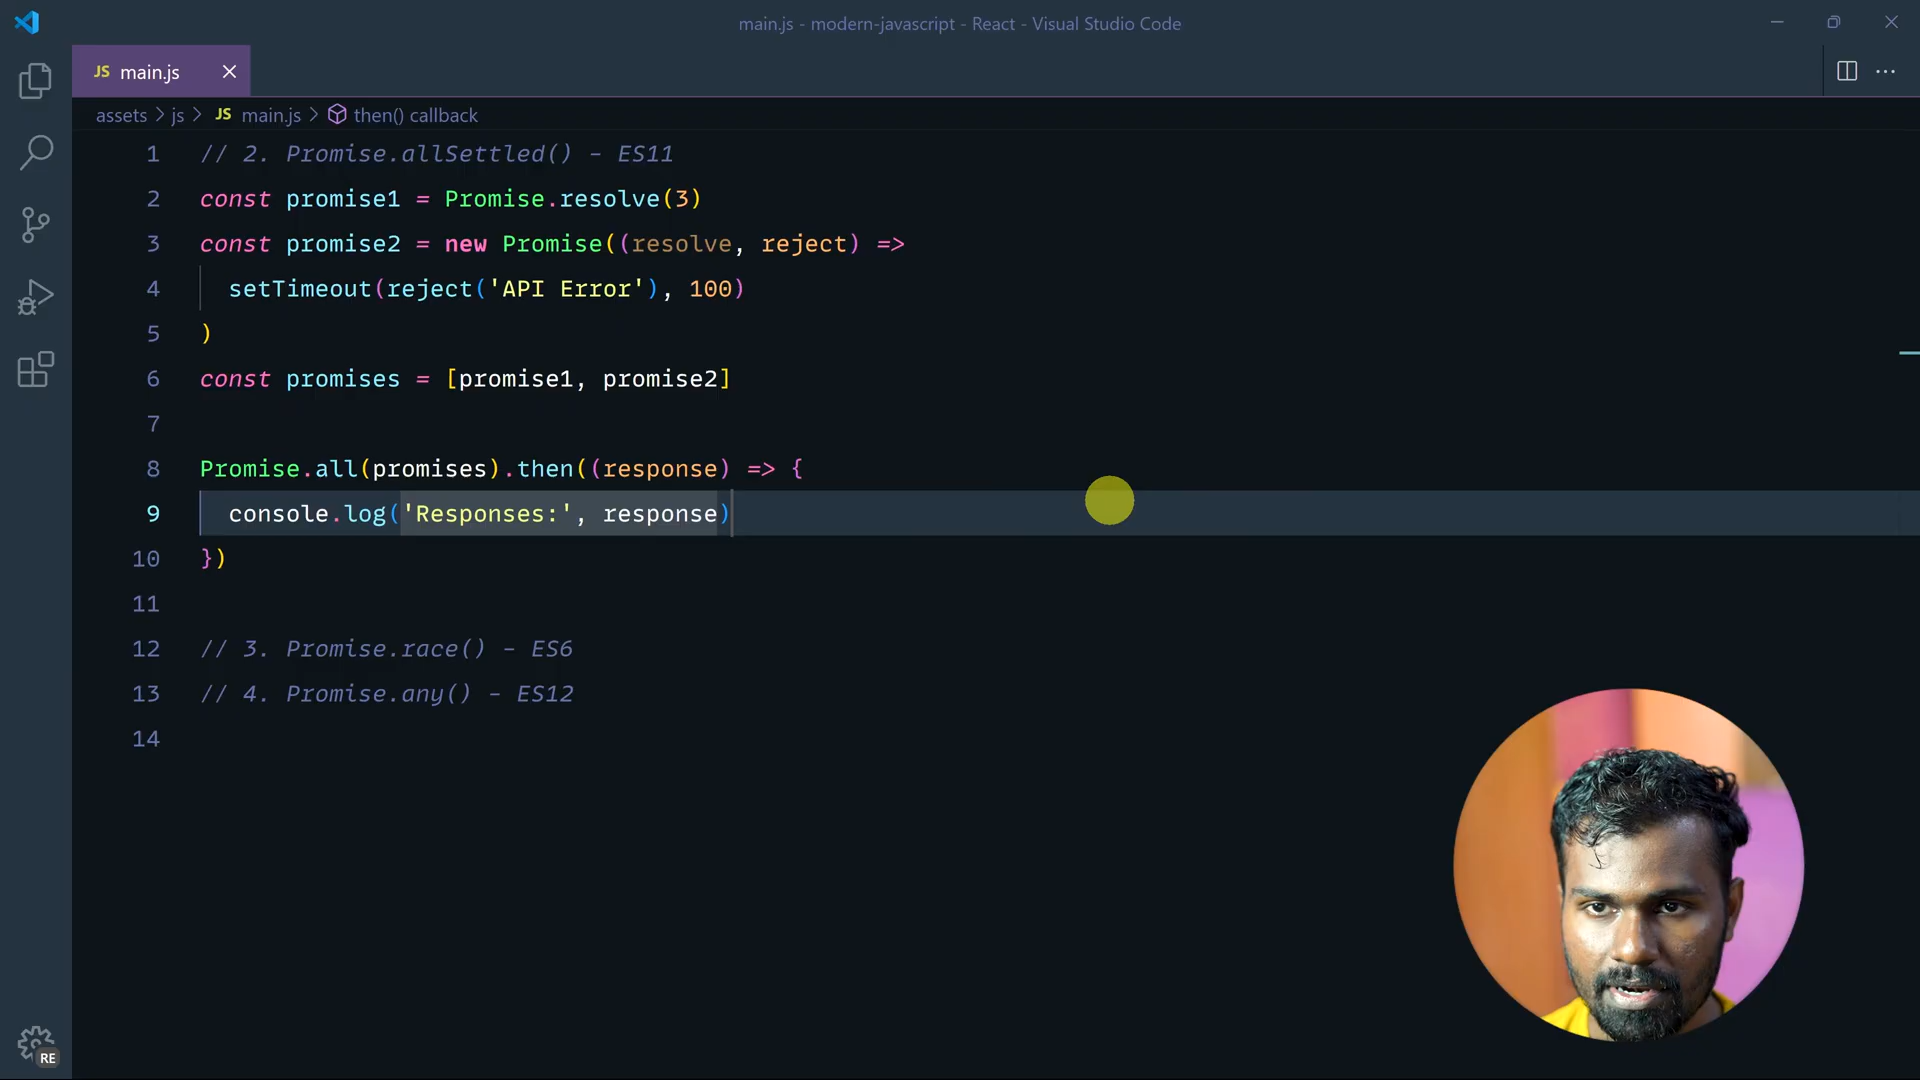 main.js - modern-javascript - React - Visual Studio Code
JS main.js
assets > js > JS main.js > then() callback
1 // 2. Promise.allSettled() - ES11
2 const promise1 = Promise.resolve(3)
3 const promise2 = new Promise((resolve, reject) =>
4 setTimeout(reject('API Error'), 100)
5 )
6 const promises = [promise1, promise2]
7
8 Promise.all(promises).then((response) => {
9 console.log('Responses:', response)
10 })
11
12 // 3. Promise.race() - ES6
13 // 4. Promise.any() - ES12
14
RE